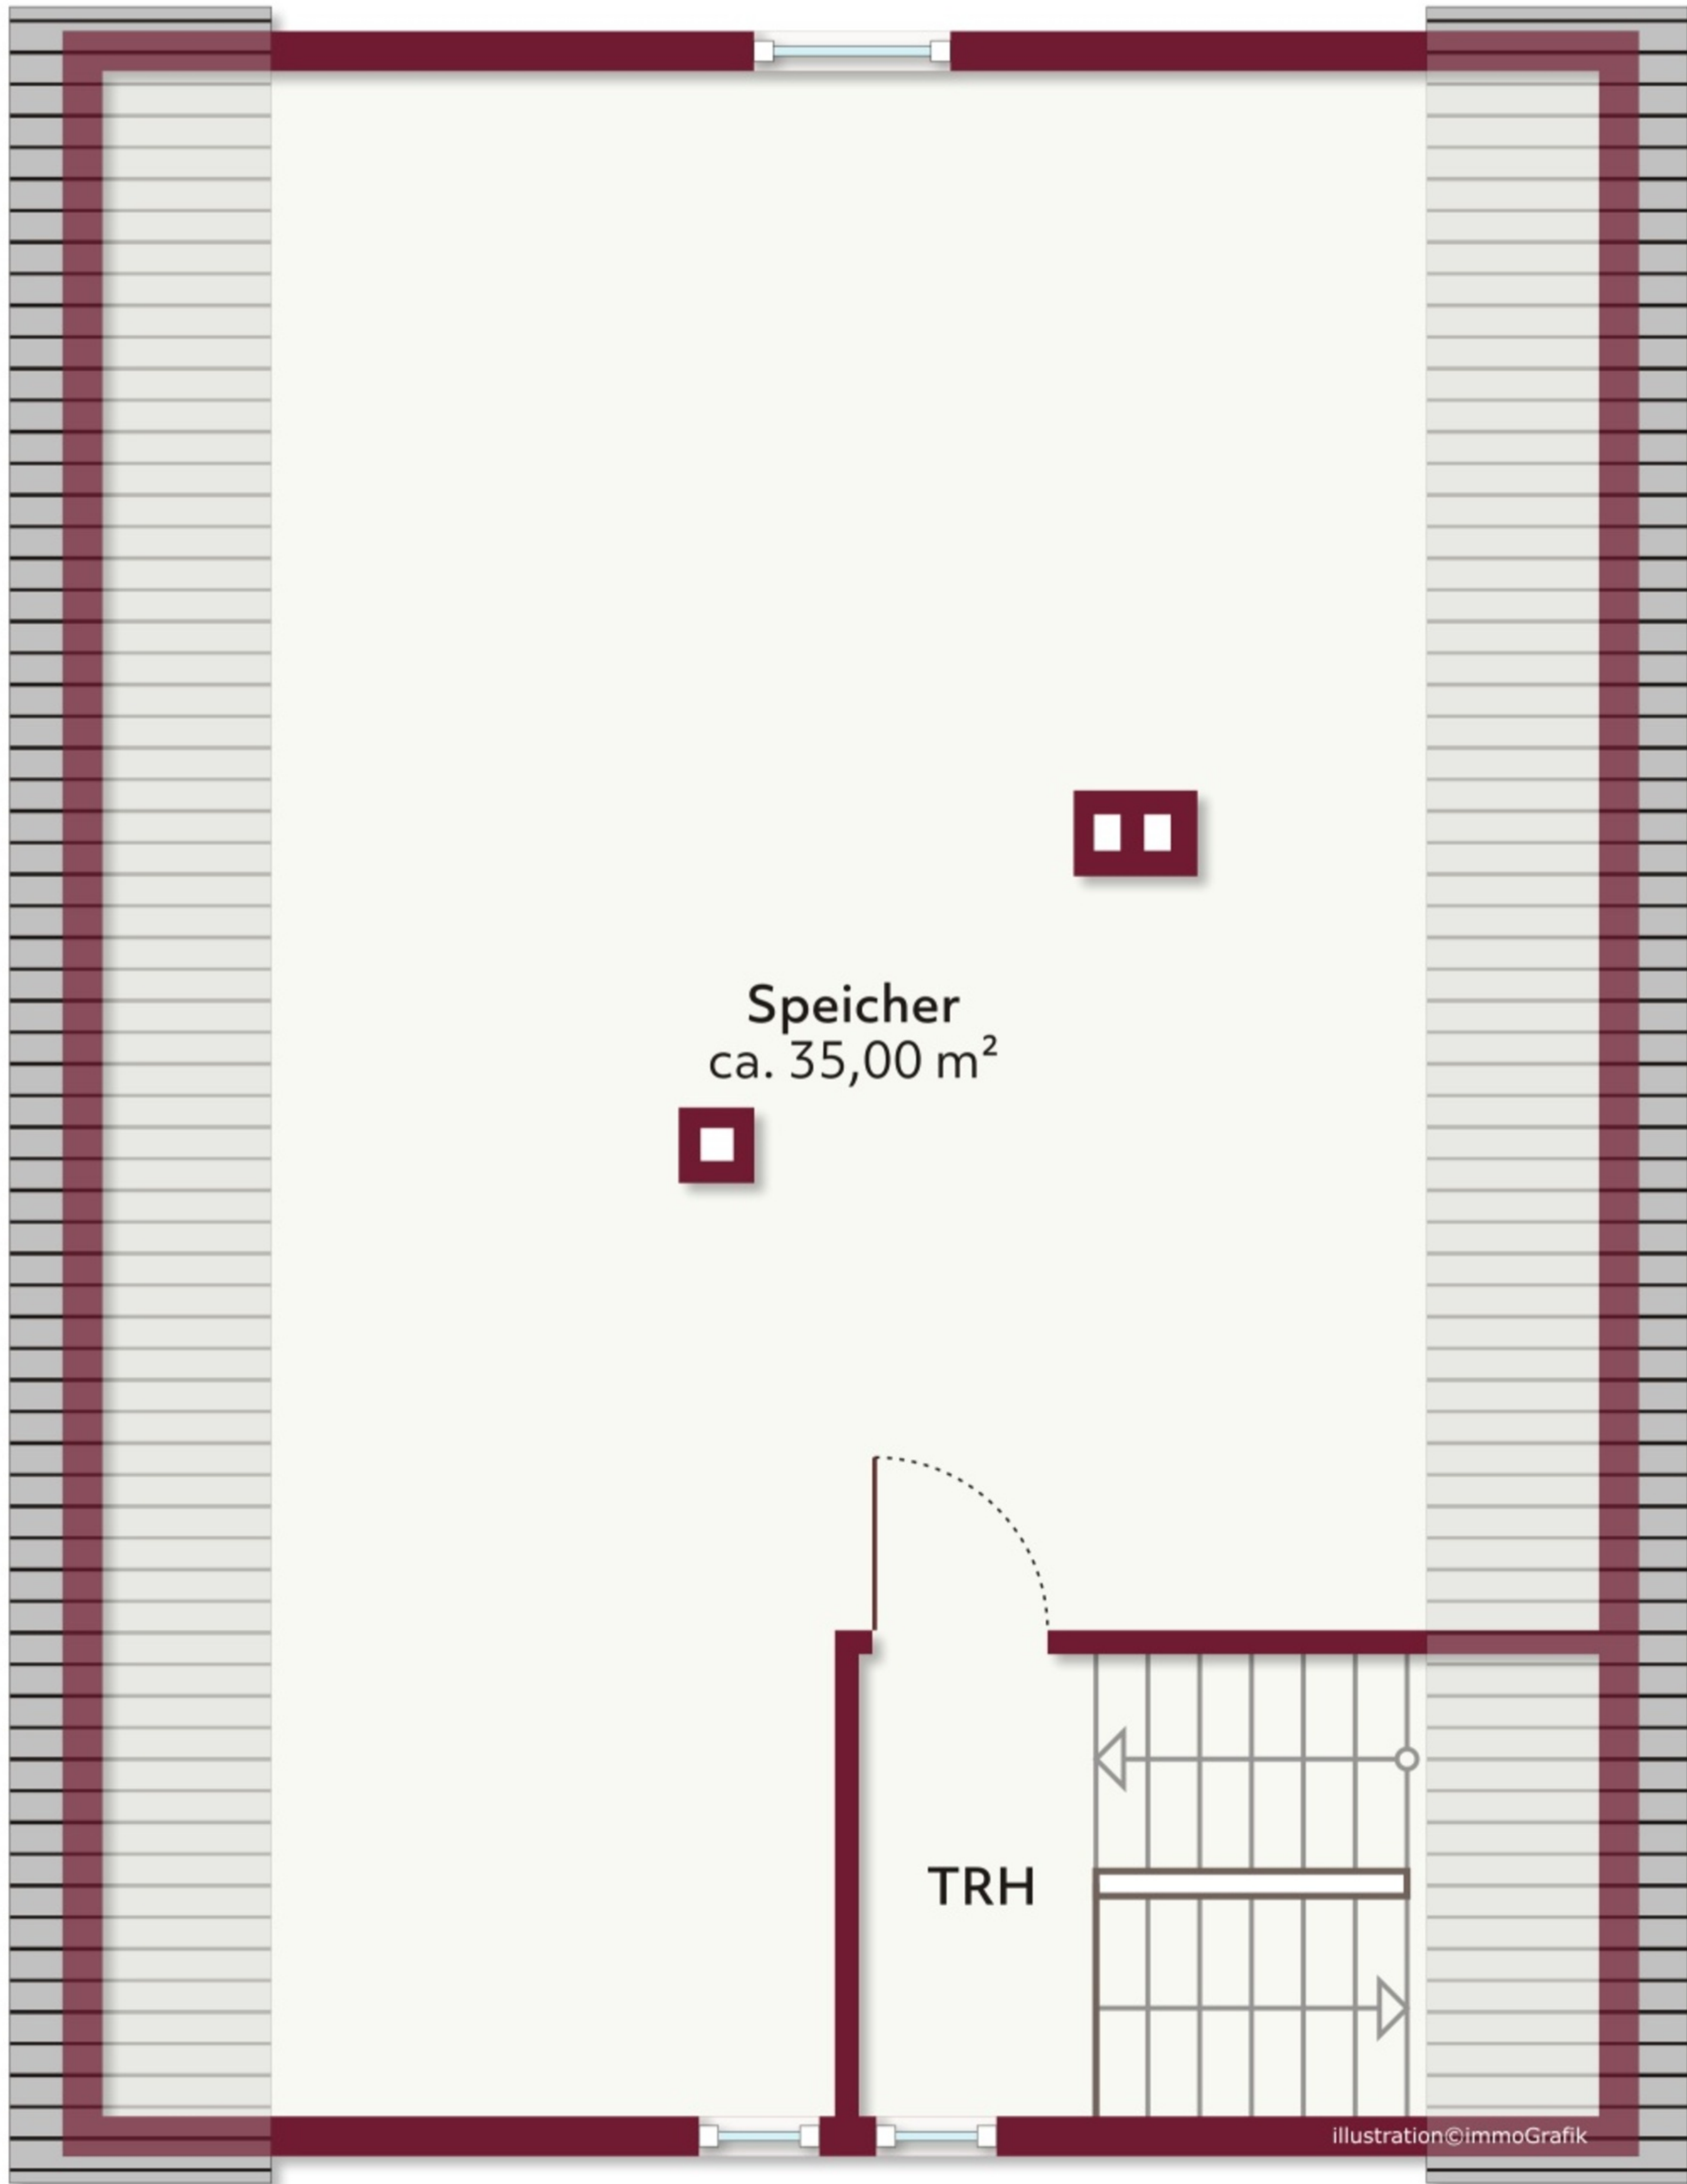 Speicher
ca. 35,00 m²
TRH
illustration©immoGrafik